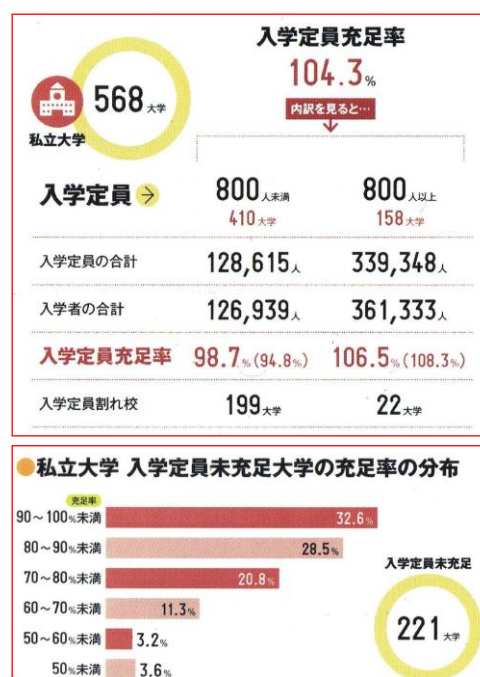 入学定員充足率
104.3%
568大学
内訳を見ると…
私立大学
入学定員 → 800人未満 800人以上
410大学 158大学
入学定員の合計 128,615人 339,348人
入学者の合計 126,939人 361,333人
入学定員充足率 98.7%(94.8%) 106.5%(108.3%)
入学定員割れ校 199大学 22大学
●私立大学 入学定員未充足大学の充足率の分布
充足率
90～100%未満 32.6%
80～90%未満 28.5%
70～80%未満 20.8%
60～70%未満 11.3%
50～60%未満 3.2%
50%未満 3.6%
入学定員未充足
221大学